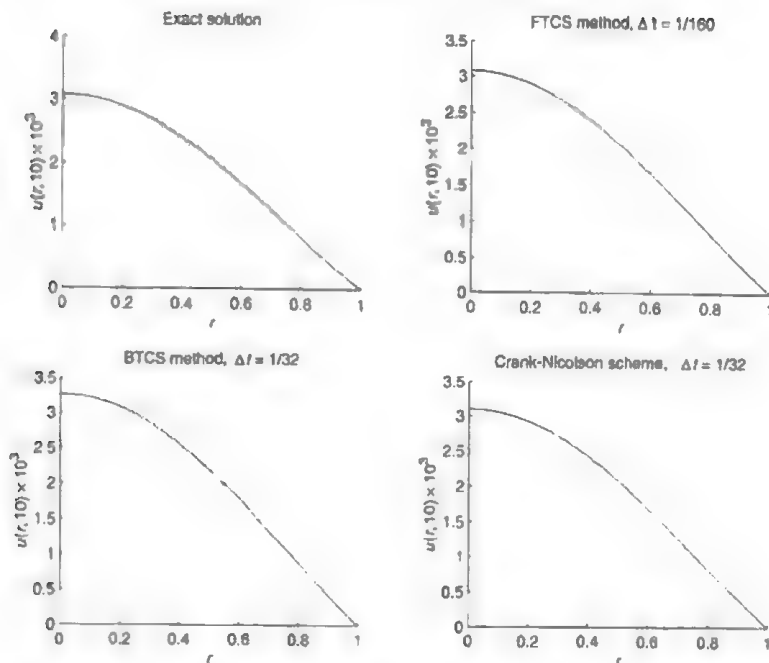 Exact solution
4
3
2
1
0
u(r, 10) × 10³
0 0.2 0.4 0.6 0.8 1
r
FTCS method, Δ t = 1/160
3.5
3
2.5
2
1.5
1
0.5
0
u(r, 10) × 10³
0 0.2 0.4 0.6 0.8 1
r
BTCS method, Δt = 1/32
3.5
3
2.5
2
1.5
1
0.5
0
u(r, 10) × 10³
0 0.2 0.4 0.6 0.8 1
r
Crank-Nicolson scheme, Δt = 1/32
3.5
3
2.5
2
1.5
1
0.5
0
u(r, 10) × 10³
0 0.2 0.4 0.6 0.8 1
r